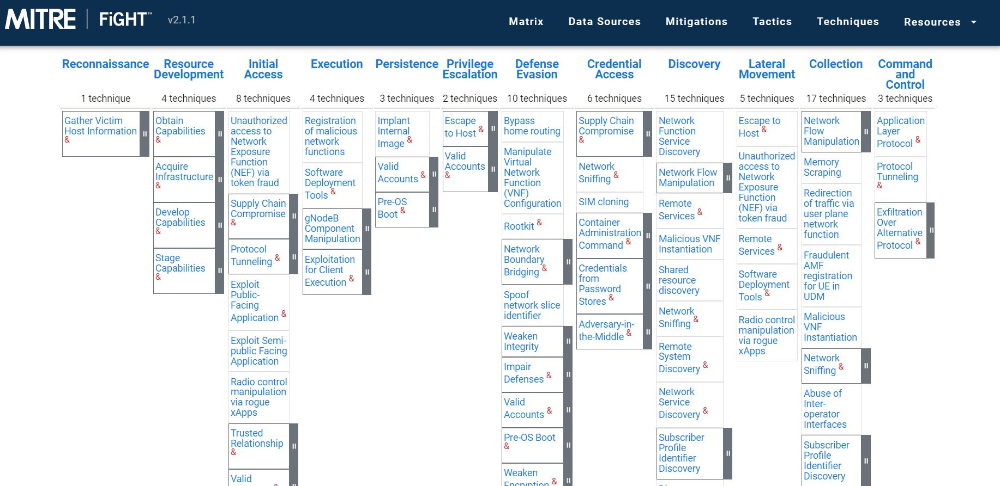 MITRE | FiGHT™ v2.1.1
Matrix
Data Sources
Mitigations
Tactics
Techniques
Resources
Reconnaissance
1 technique
Gather Victim
Host Information
&
Resource
Development
4 techniques
Obtain
Capabilities
&
Acquire
Infrastructure
&
Develop
Capabilities
&
Stage
Capabilities
&
Initial
Access
8 techniques
Unauthorized
access to
Network
Exposure
Function
(NEF) via
token fraud
Supply Chain
Compromise
&
Protocol
Tunneling &
Exploit
Public-
Facing
Application &
Exploit Semi-
public Facing
Application
Radio control
manipulation
via rogue
xApps
Trusted
Relationship
&
Valid
Execution
4 techniques
Registration
of malicious
network
functions
Software
Deployment
Tools &
gNodeB
Component
Manipulation
Exploitation
for Client
Execution &
Persistence
3 techniques
Implant
Internal
Image &
Valid
Accounts &
Pre-OS
Boot &
Privilege
Escalation
2 techniques
Escape
to Host &
Valid
Accounts
&
Defense
Evasion
10 techniques
Bypass
home routing
Manipulate
Virtual
Network
Function
(VNF)
Configuration
Rootkit &
Network
Boundary
Bridging &
Spoof
network slice
identifier
Weaken
Integrity
Impair
Defenses &
Valid
Accounts &
Pre-OS Boot
&
Weaken
Encryption &
Credential
Access
6 techniques
Supply Chain
Compromise
&
Network
Sniffing &
SIM cloning
Container
Administration
Command &
Credentials
from
Password
Stores &
Adversary-in-
the-Middle &
Discovery
15 techniques
Network
Function
Service
Discovery
Network Flow
Manipulation
Remote
Services &
Malicious VNF
Instantiation
Shared
resource
discovery
Network
Sniffing &
Remote
System
Discovery &
Network
Service
Discovery &
Subscriber
Profile
Identifier
Discovery
Lateral
Movement
5 techniques
Escape to
Host &
Unauthorized
access to
Network
Exposure
Function
(NEF) via
token fraud
Remote
Services &
Software
Deployment
Tools &
Radio control
manipulation
via rogue
xApps
Collection
17 techniques
Network
Flow
Manipulation
Memory
Scraping
Redirection
of traffic via
user plane
network
function
Fraudulent
AMF
registration
for UE in
UDM
Malicious
VNF
Instantiation
Network
Sniffing &
Abuse of
Inter-
operator
Interfaces
Subscriber
Profile
Identifier
Discovery
Command
and
Control
3 techniques
Application
Layer
Protocol &
Protocol
Tunneling
&
Exfiltration
Over
Alternative
Protocol &